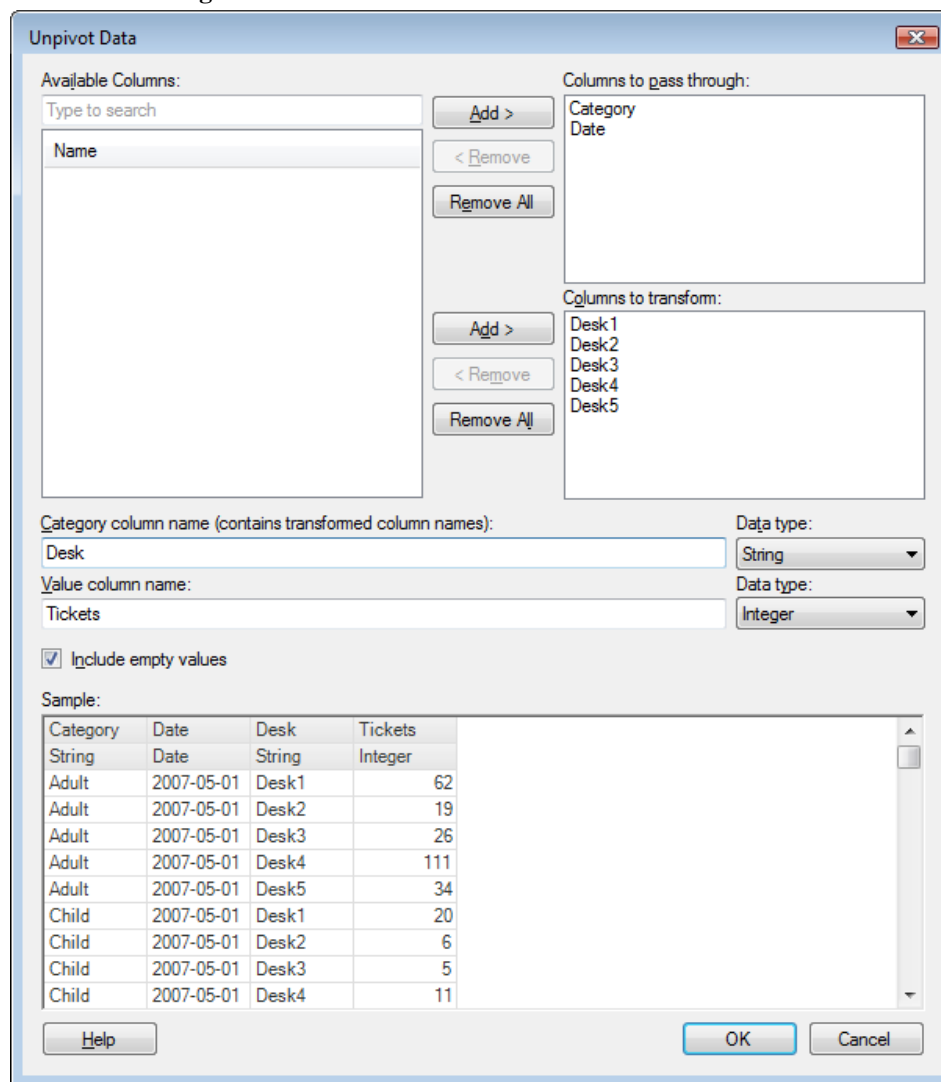 Unpivot Data
Available Columns:
Type to search
Name
Add >
< Remove
Remove All
Columns to pass through:
Category
Date
Add >
< Remove
Remove All
Columns to transform:
Desk1
Desk2
Desk3
Desk4
Desk5
Category column name (contains transformed column names):
Data type:
Desk
String
Value column name:
Data type:
Tickets
Integer
Include empty values
Sample:
Category Date Desk Tickets
String Date String Integer
Adult 2007-05-01 Desk1 62
Adult 2007-05-01 Desk2 19
Adult 2007-05-01 Desk3 26
Adult 2007-05-01 Desk4 111
Adult 2007-05-01 Desk5 34
Child 2007-05-01 Desk1 20
Child 2007-05-01 Desk2 6
Child 2007-05-01 Desk3 5
Child 2007-05-01 Desk4 11
Help
OK
Cancel